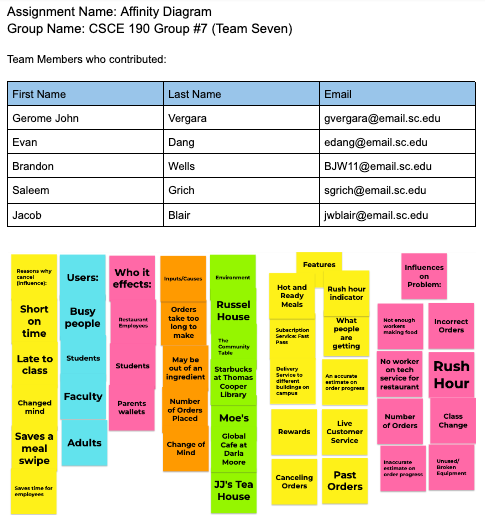 Assignment Name: Affinity Diagram
Group Name: CSCE 190 Group #7 (Team Seven)
Team Members who contributed:
First Name Last Name Email
Gerome John Vergara gvergara@email.sc.edu
Evan Dang edang@email.sc.edu
Brandon Wells BJW11@email.sc.edu
Saleem Grich sgrich@email.sc.edu
Jacob Blair jwblair@email.sc.edu
Reasons why
cancel
(influence):
Short
on
time
Late to
class
Changed
mind
Saves a
meal
swipe
Saves time for
employees
Users:
Busy
people
Students
Faculty
Adults
Who it
effects:
Restaurant
Employees
Students
Parents
wallets
Inputs/Causes
Orders
take too
long to
make
May be
out of an
ingredient
Number
of Orders
Placed
Change of
Mind
Environment
Russel
House
The
Community
Table
Starbucks
at Thomas
Cooper
Library
Moe's
Global
Cafe at
Darla
Moore
JJ's Tea
House
Features
Hot and
Ready
Meals
Subscription
Service: Fast
Pass
Delivery
Service to
different
buildings on
campus
Rewards
Canceling
Orders
Rush hour
indicator
What
people
are
getting
An accurate
estimate on
order progress
Live
Customer
Service
Past
Orders
Influences
on
Problem:
Not enough
workers
making food
No worker
on tech
service for
restaurant
Number
of Orders
Inaccurate
estimate on
order progress
Incorrect
Orders
Rush
Hour
Class
Change
Unused/
Broken
Equipment